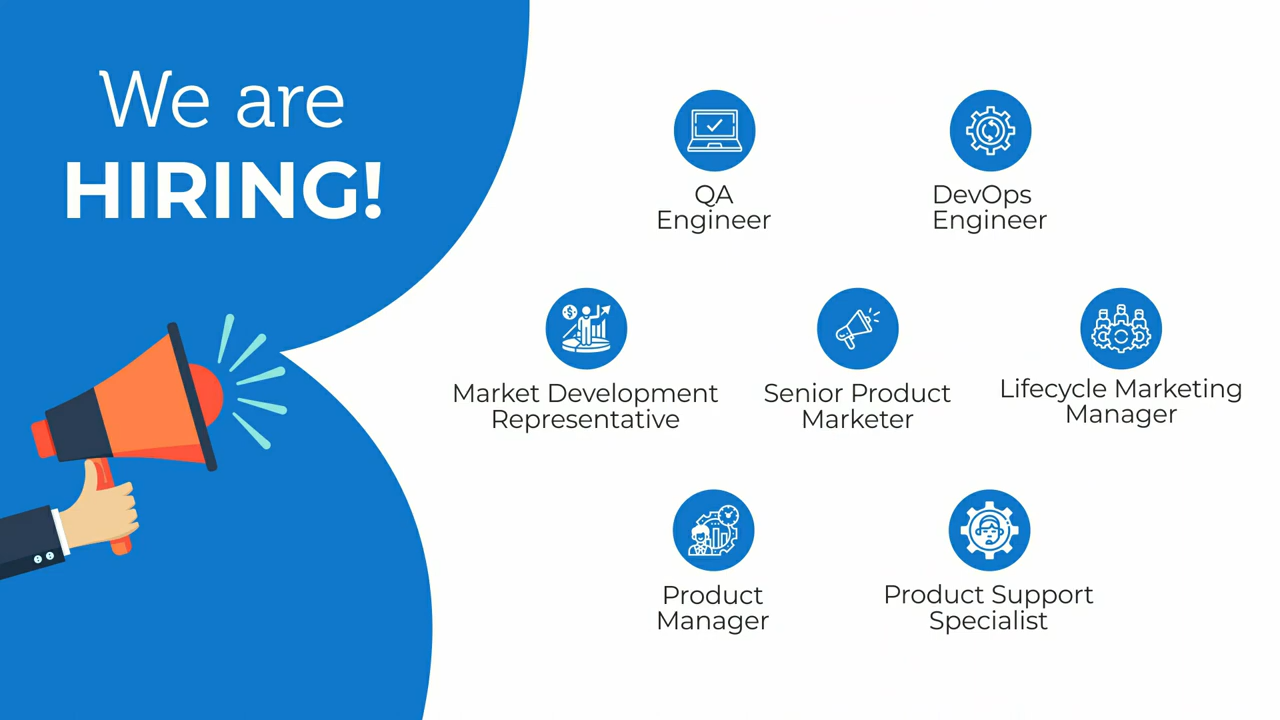 We are
HIRING!
QA
Engineer
DevOps
Engineer
Market Development
Representative
Senior Product
Marketer
Lifecycle Marketing
Manager
Product
Manager
Product Support
Specialist